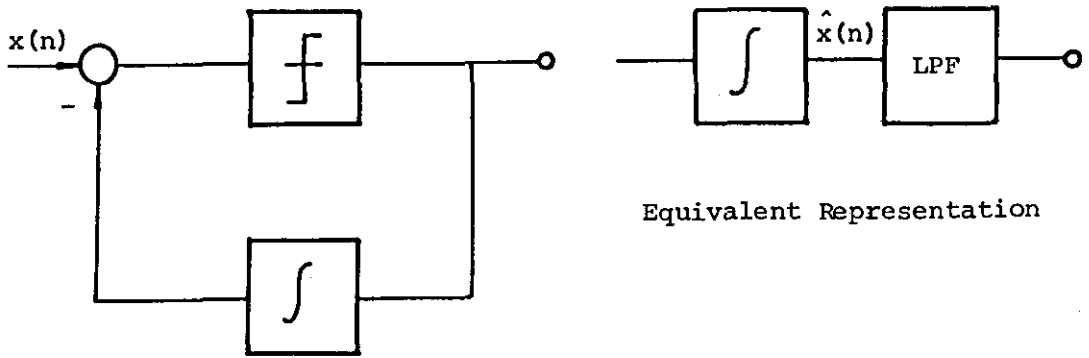 x(n)
x̂(n)
LPF
-
Equivalent Representation